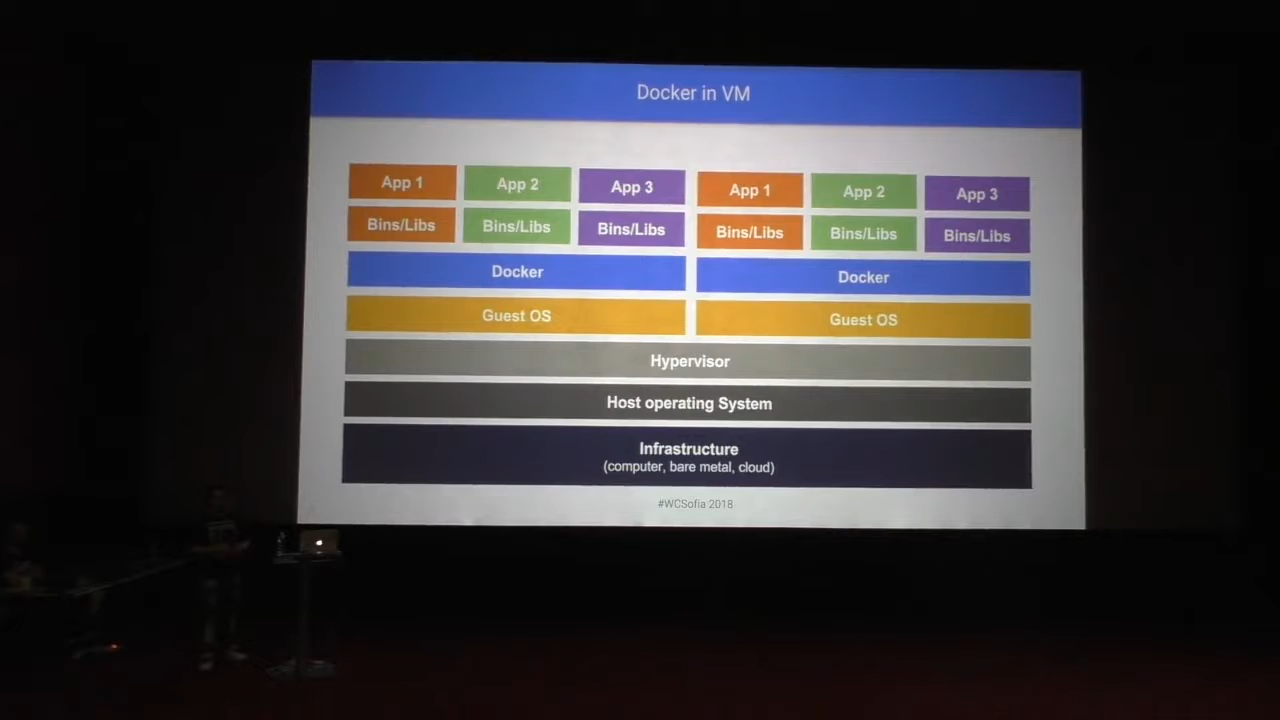 Docker in VM
App 1 App 2 App 3 App 1 App 2 App 3
Bins/Libs Bins/Libs Bins/Libs Bins/Libs Bins/Libs Bins/Libs
Docker Docker
Guest OS Guest OS
Hypervisor
Host operating System
Infrastructure
(computer, bare metal, cloud)
#WCSofia 2018